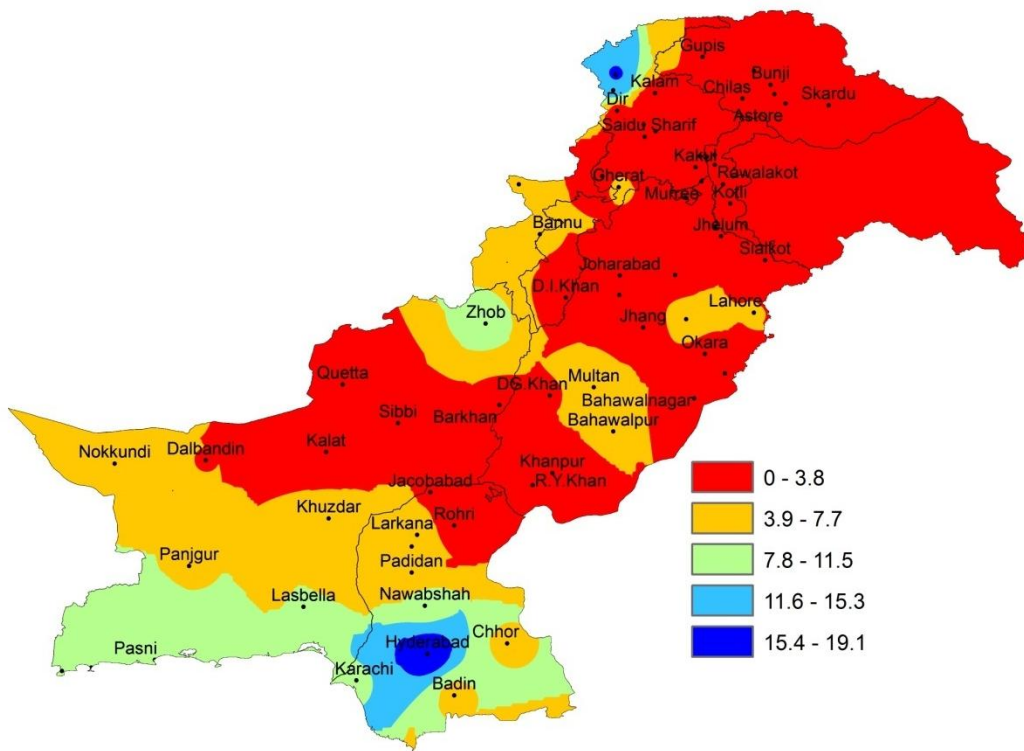 Gupis
Bunji
Kalam
Chilas
Skardu
Dir
Astore
Saidu Sharif
Kakul
Rawalakot
Gherat
Murree
Kotli
Bannu
Jhelum
Sialkot
Joharabad
D.I.Khan
Lahore
Zhob
Jhang
Okara
Quetta
D.G.Khan
Multan
Bahawalnagar
Sibbi
Barkhan
Bahawalpur
Nokkundi
Dalbandin
Kalat
Khanpur
Jacobabad
R.Y.Khan
Khuzdar
Larkana
Rohri
Panjgur
Padidan
Lasbella
Nawabshah
Pasni
Hyderabad
Chhor
Karachi
Badin
0 - 3.8
3.9 - 7.7
7.8 - 11.5
11.6 - 15.3
15.4 - 19.1